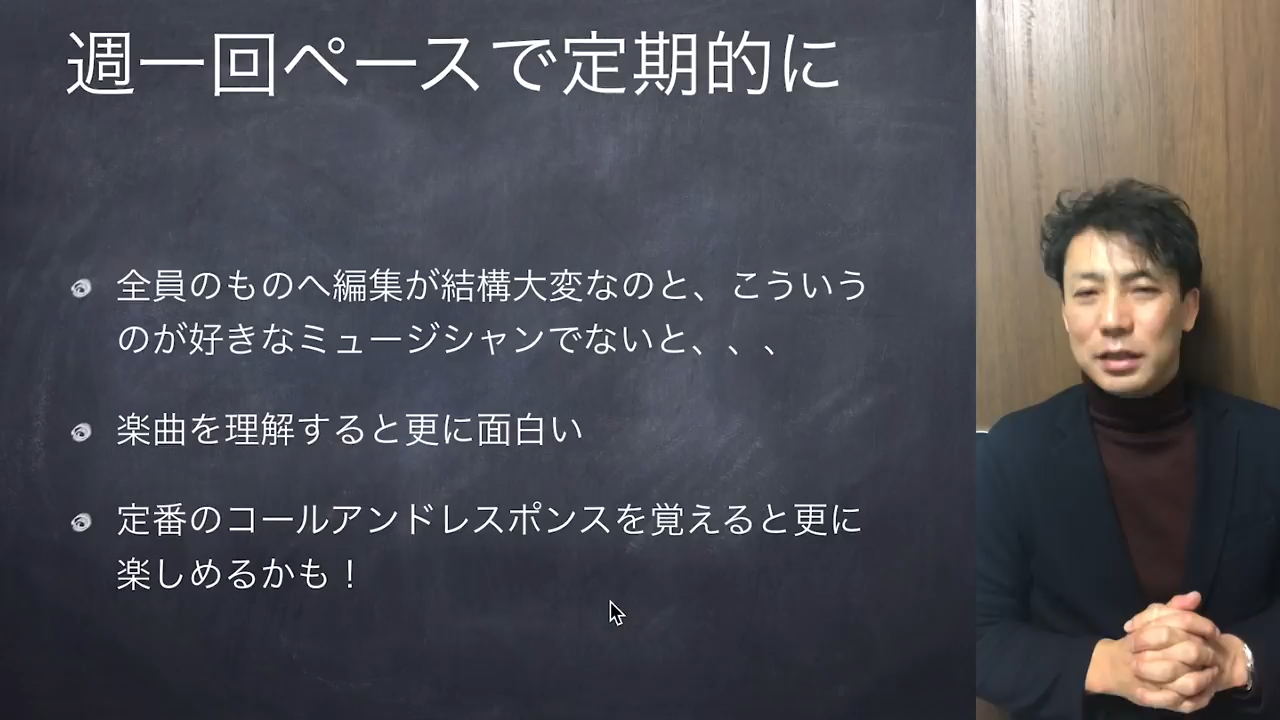 週一回ペースで定期的に
全員のものへ編集が結構大変なのと、こういう
のが好きなミュージシャンでないと、、、
楽曲を理解すると更に面白い
定番のコールアンドレスポンスを覚えると更に
楽しめるかも！